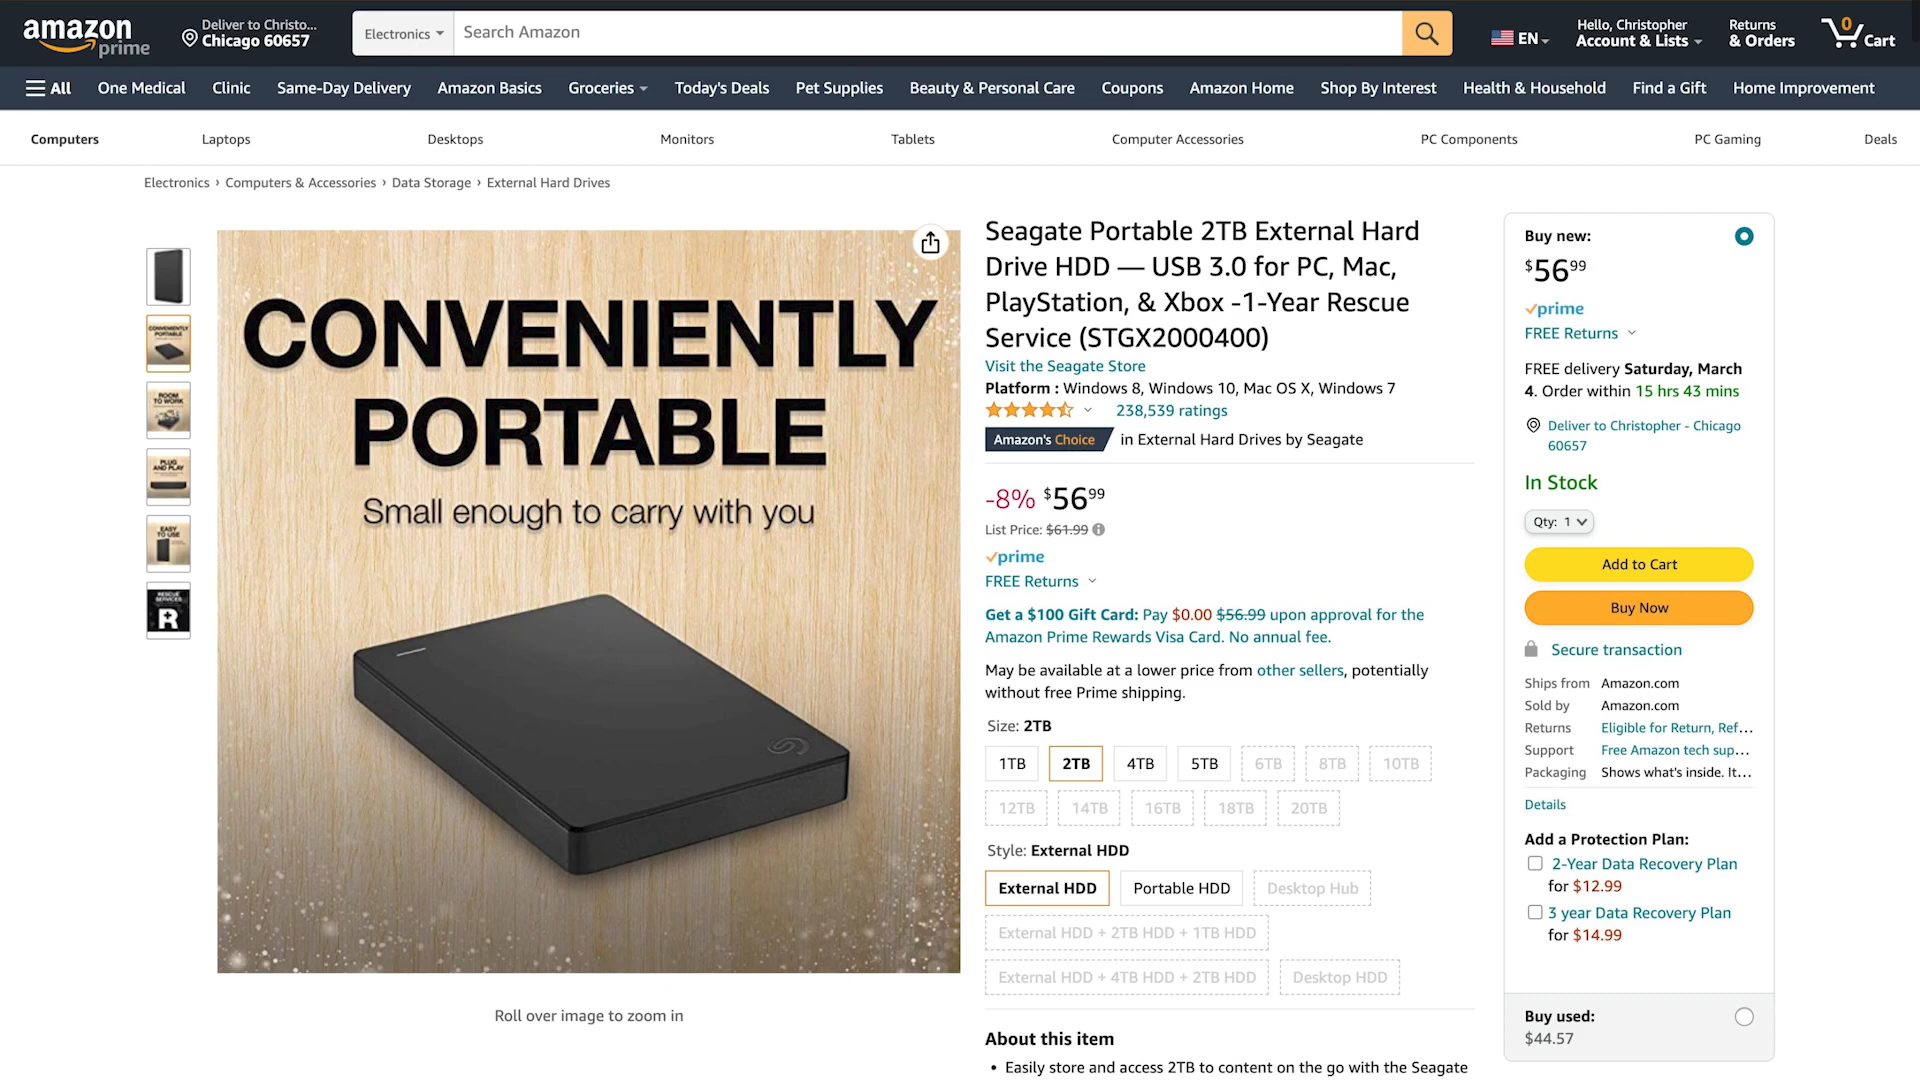 amazon
prime
Deliver to Christo...
Chicago 60657
Electronics
Search Amazon
EN
Hello, Christopher
Account & Lists
Returns
& Orders
0
Cart
All
One Medical
Clinic
Same-Day Delivery
Amazon Basics
Groceries
Today's Deals
Pet Supplies
Beauty & Personal Care
Coupons
Amazon Home
Shop By Interest
Health & Household
Find a Gift
Home Improvement
Computers
Laptops
Desktops
Monitors
Tablets
Computer Accessories
PC Components
PC Gaming
Deals
Electronics › Computers & Accessories › Data Storage › External Hard Drives
CONVENIENTLY
PORTABLE
ROOM
TO WORK
PLUG
AND PLAY
EASY
TO USE
RESCUE
SERVICES
R
CONVENIENTLY
PORTABLE
Small enough to carry with you
Roll over image to zoom in
Seagate Portable 2TB External Hard
Drive HDD — USB 3.0 for PC, Mac,
PlayStation, & Xbox -1-Year Rescue
Service (STGX2000400)
Visit the Seagate Store
Platform : Windows 8, Windows 10, Mac OS X, Windows 7
238,539 ratings
Amazon's Choice in External Hard Drives by Seagate
-8% $56 99
List Price: $61.99
prime
FREE Returns
Get a $100 Gift Card: Pay $0.00 $56.99 upon approval for the
Amazon Prime Rewards Visa Card. No annual fee.
May be available at a lower price from other sellers, potentially
without free Prime shipping.
Size: 2TB
1TB
2TB
4TB
5TB
6TB
8TB
10TB
12TB
14TB
16TB
18TB
20TB
Style: External HDD
External HDD
Portable HDD
Desktop Hub
External HDD + 2TB HDD + 1TB HDD
External HDD + 4TB HDD + 2TB HDD
Desktop HDD
About this item
• Easily store and access 2TB to content on the go with the Seagate
Buy new:
$56 99
prime
FREE Returns
FREE delivery Saturday, March
4. Order within 15 hrs 43 mins
Deliver to Christopher - Chicago
60657
In Stock
Qty: 1
Add to Cart
Buy Now
Secure transaction
Ships from Amazon.com
Sold by Amazon.com
Returns Eligible for Return, Ref...
Support Free Amazon tech sup...
Packaging Shows what's inside. It...
Details
Add a Protection Plan:
2-Year Data Recovery Plan
for $12.99
3 year Data Recovery Plan
for $14.99
Buy used:
$44.57